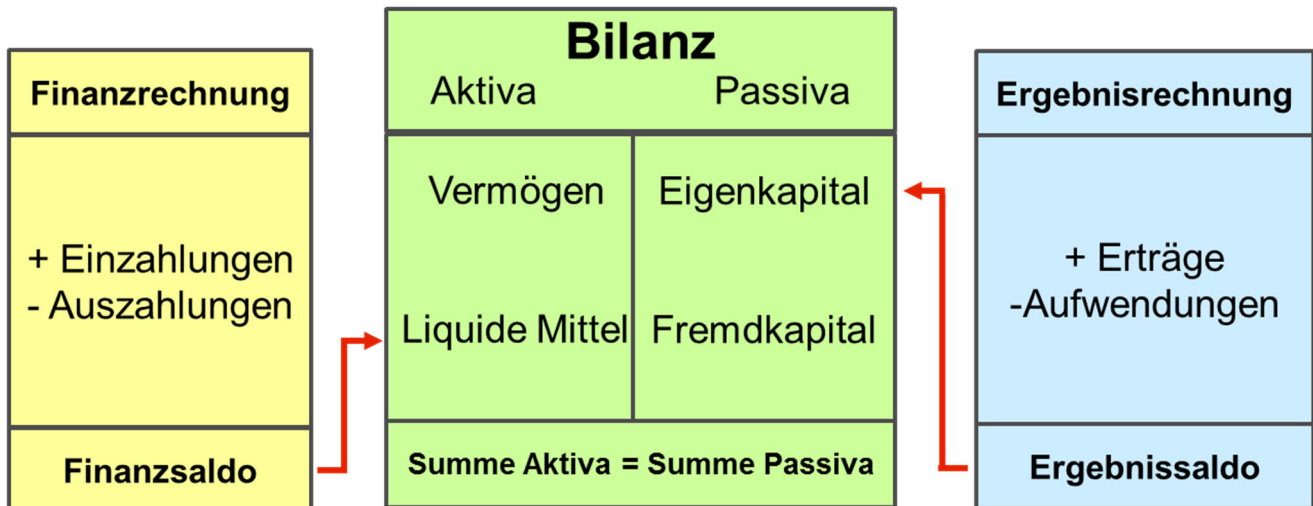 Finanzrechnung
+ Einzahlungen
- Auszahlungen
Finanzsaldo
Bilanz
Aktiva Passiva
Vermögen Eigenkapital
Liquide Mittel Fremdkapital
Summe Aktiva = Summe Passiva
Ergebnisrechnung
+ Erträge
-Aufwendungen
Ergebnissaldo